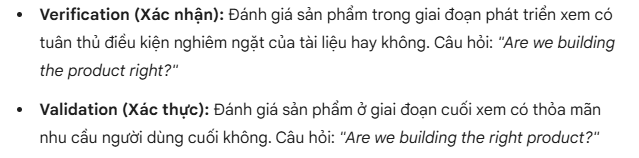 • Verification (Xác nhận): Đánh giá sản phẩm trong giai đoạn phát triển xem có
tuân thủ điều kiện nghiêm ngặt của tài liệu hay không. Câu hỏi: "Are we building
the product right?"
• Validation (Xác thực): Đánh giá sản phẩm ở giai đoạn cuối xem có thỏa mãn
nhu cầu người dùng cuối không. Câu hỏi: "Are we building the right product?"